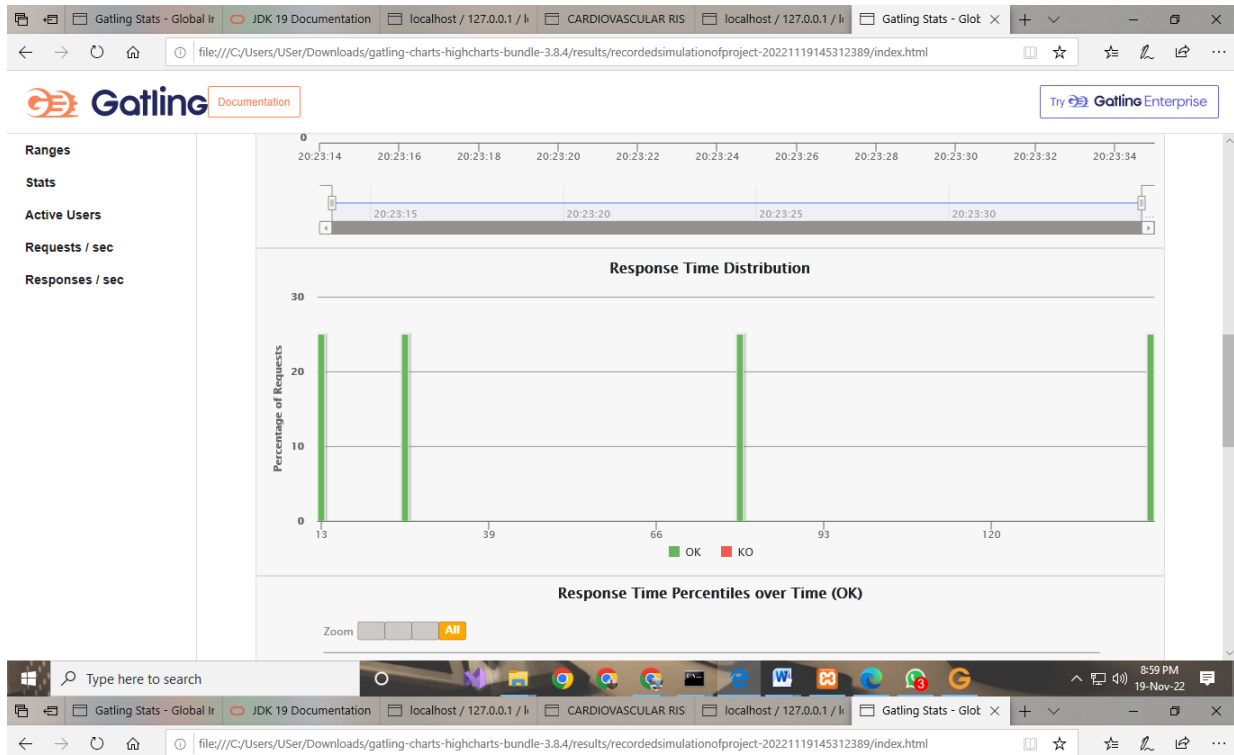 Gatling Stats - Global Ir JDK 19 Documentation localhost / 127.0.0.1 / lo CARDIOVASCULAR RIS localhost / 127.0.0.1 / lo Gatling Stats - Glob
file:///C:/Users/USer/Downloads/gatling-charts-highcharts-bundle-3.8.4/results/recordedsimulationofproject-20221119145312389/index.html
Gatling Documentation Try Gatling Enterprise
Ranges
Stats
Active Users
Requests / sec
Responses / sec
0
20:23:14 20:23:16 20:23:18 20:23:20 20:23:22 20:23:24 20:23:26 20:23:28 20:23:30 20:23:32 20:23:34
20:23:15 20:23:20 20:23:25 20:23:30 ...
Response Time Distribution
Percentage of Requests
30
20
10
0
13 39 66 93 120
OK KO
Response Time Percentiles over Time (OK)
Zoom All
Type here to search 3 8:59 PM
19-Nov-22
Gatling Stats - Global Ir JDK 19 Documentation localhost / 127.0.0.1 / lo CARDIOVASCULAR RIS localhost / 127.0.0.1 / lo Gatling Stats - Glob
file:///C:/Users/USer/Downloads/gatling-charts-highcharts-bundle-3.8.4/results/recordedsimulationofproject-20221119145312389/index.html